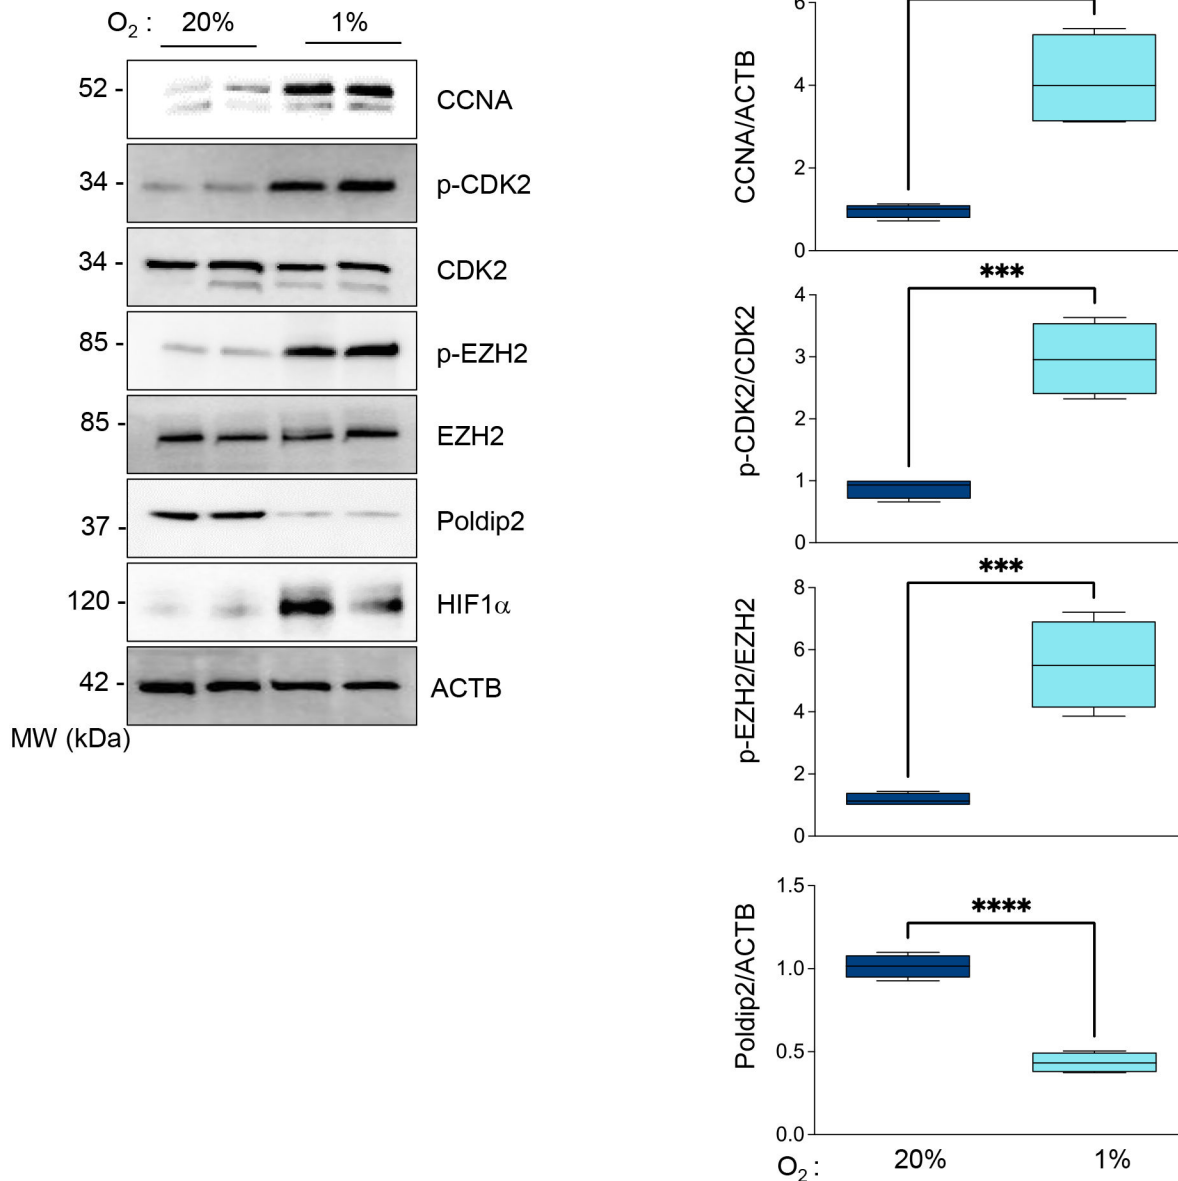 O2 : 20% 1%
52 - CCNA
34 - p-CDK2
34 - CDK2
85 - p-EZH2
85 - EZH2
37 - Poldip2
120 - HIF1α
42 - ACTB
MW (kDa)
CCNA/ACTB
6
4
2
0
p-CDK2/CDK2
***
4
3
2
1
0
p-EZH2/EZH2
***
8
6
4
2
0
Poldip2/ACTB
****
1.5
1.0
0.5
0.0
O2 : 20% 1%